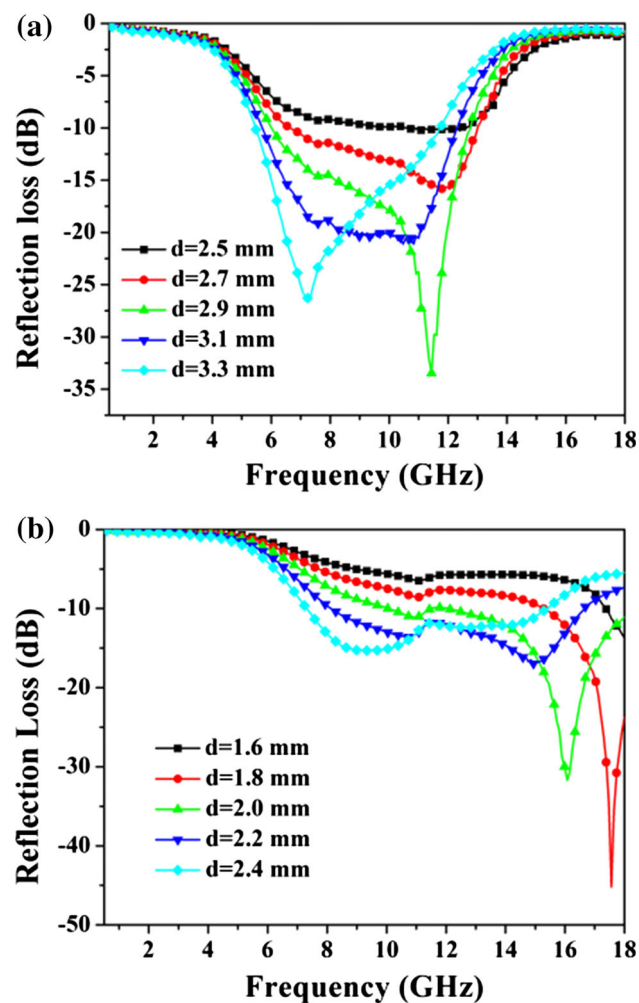 (a)
0
-5
-10
-15
-20
-25
-30
-35
Reflection loss (dB)
d=2.5 mm
d=2.7 mm
d=2.9 mm
d=3.1 mm
d=3.3 mm
2 4 6 8 10 12 14 16 18
Frequency (GHz)
(b)
0
-10
-20
-30
-40
-50
Reflection Loss (dB)
d=1.6 mm
d=1.8 mm
d=2.0 mm
d=2.2 mm
d=2.4 mm
2 4 6 8 10 12 14 16 18
Frequency (GHz)